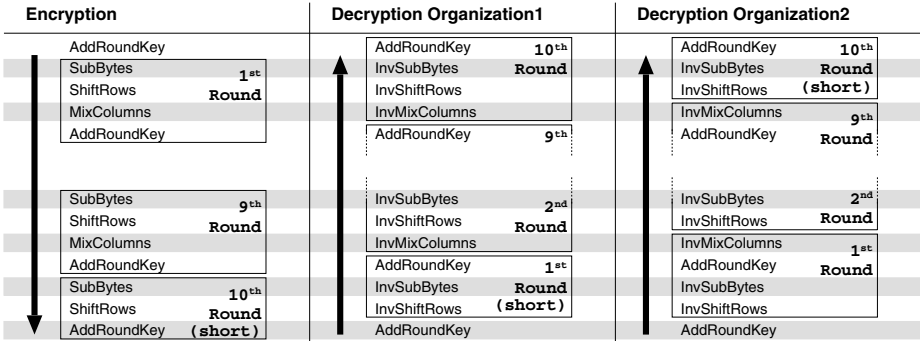 Encryption Decryption Organization1 Decryption Organization2
AddRoundKey AddRoundKey 10th AddRoundKey 10th
SubBytes 1st InvSubBytes Round InvSubBytes Round
ShiftRows Round InvShiftRows InvShiftRows (short)
MixColumns InvMixColumns InvMixColumns 9th
AddRoundKey AddRoundKey 9th AddRoundKey Round
SubBytes 9th InvSubBytes 2nd InvSubBytes 2nd
ShiftRows Round InvShiftRows Round InvShiftRows Round
MixColumns InvMixColumns InvMixColumns 1st
AddRoundKey AddRoundKey 1st AddRoundKey Round
SubBytes 10th InvSubBytes Round InvSubBytes
ShiftRows Round InvShiftRows (short) InvShiftRows
AddRoundKey (short) AddRoundKey AddRoundKey